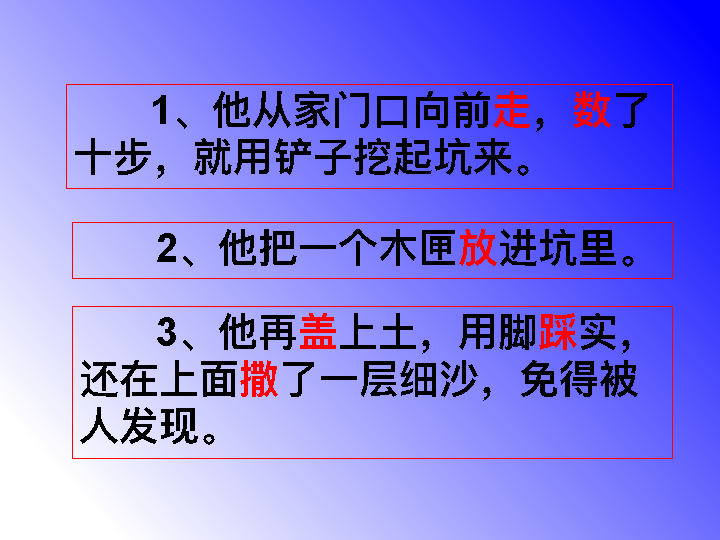 1、他从家门口向前走，数了
十步，就用铲子挖起坑来。
2、他把一个木匣放进坑里。
3、他再盖上土，用脚踩实，
还在上面撒了一层细沙，免得被
人发现。